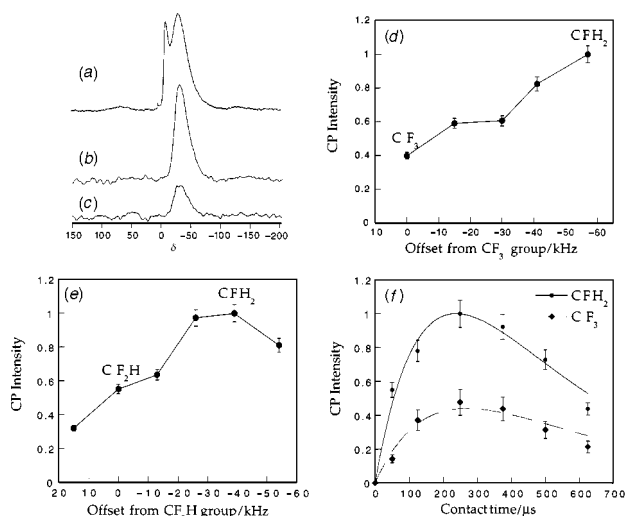 (a)
(b)
(c)
150 100 50 0 -50 -100 -150 -200
δ
(d)
CFH2
C F3
CP Intensity
1.2
1
0.8
0.6
0.4
0.2
0
10 0 -10 -20 -30 -40 -50 -60
Offset from CF3 group/kHz
(e)
CFH2
C F2H
CP Intensity
1.2
1
0.8
0.6
0.4
0.2
0
20 10 0 -10 -20 -30 -40 -50 -60
Offset from CF2H group/kHz
(f)
CFH2
C F3
CP Intensity
1.2
1
0.8
0.6
0.4
0.2
0
0 100 200 300 400 500 600 700
Contact time/μs